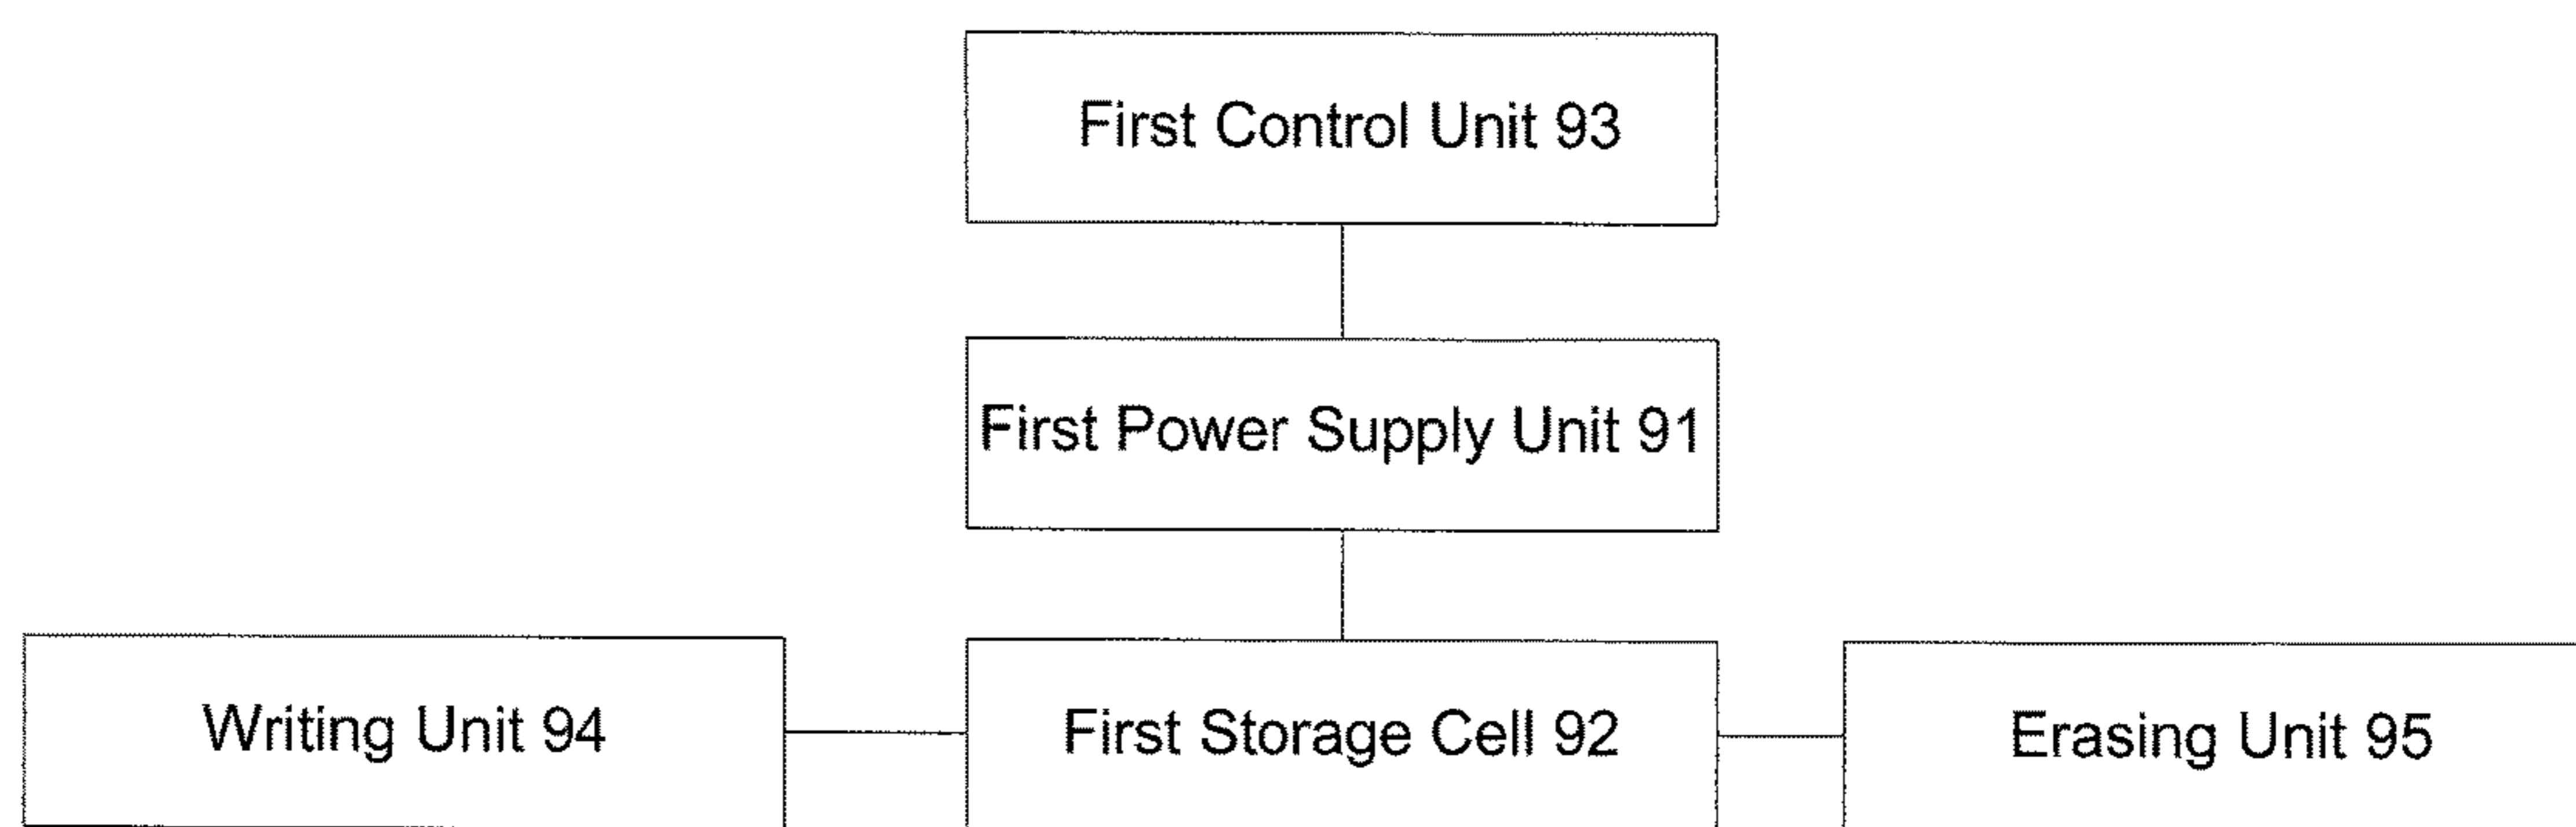 First Control Unit 93
First Power Supply Unit 91
Writing Unit 94
First Storage Cell 92
Erasing Unit 95